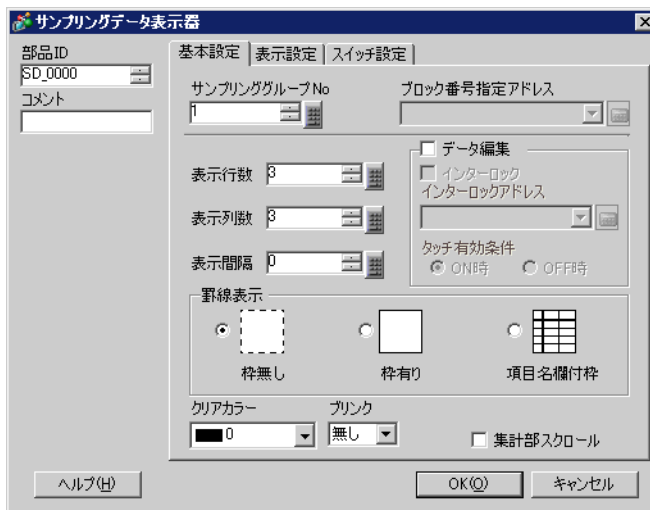 サンプリングデータ表示器
部品ID
SD_0000
コメント
基本設定 表示設定 スイッチ設定
サンプリンググループNo
1
ブロック番号指定アドレス
表示行数 3
表示列数 3
表示間隔 0
データ編集
インターロック
インターロックアドレス
タッチ有効条件
ON時 OFF時
罫線表示
枠無し 枠有り 項目名欄付枠
クリアカラー ブリンク
0 無し
集計部スクロール
ヘルプ(H) OK(O) キャンセル